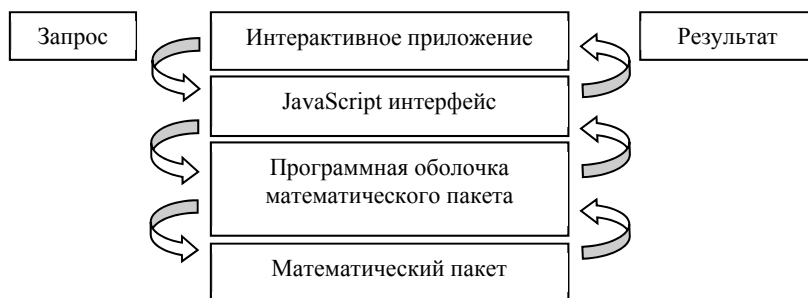 Запрос
Интерактивное приложение
Результат
JavaScript интерфейс
Программная оболочка
математического пакета
Математический пакет